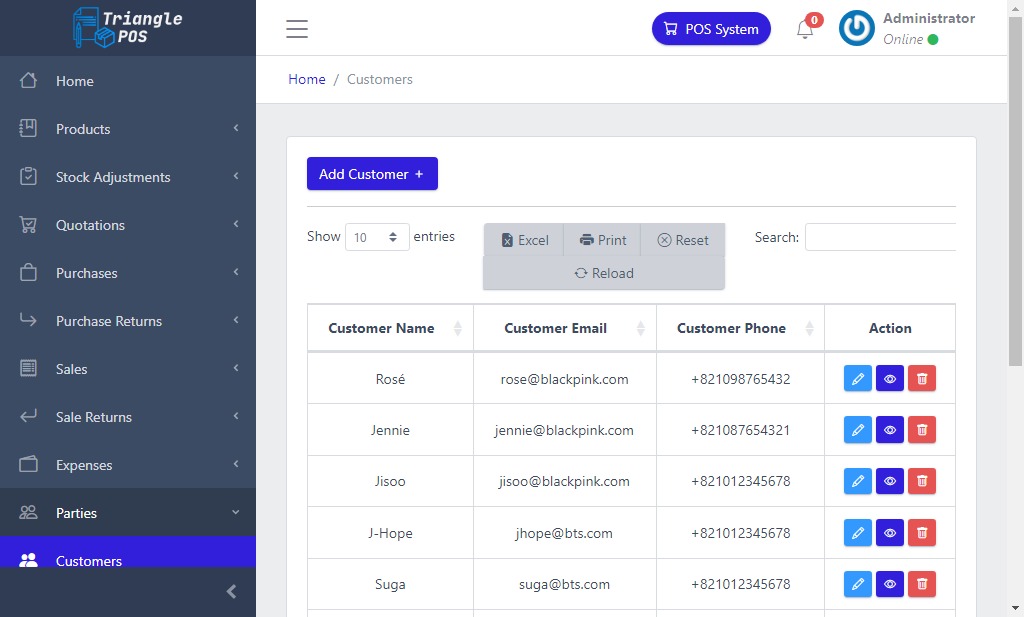 Triangle
POS
POS System
0
Administrator
Online
Home / Customers
Home
Products
Stock Adjustments
Quotations
Purchases
Purchase Returns
Sales
Sale Returns
Expenses
Parties
Customers
Add Customer +
Show 10 entries
Excel Print Reset
Reload
Search:
Customer Name Customer Email Customer Phone Action
Rosé rose@blackpink.com +821098765432
Jennie jennie@blackpink.com +821087654321
Jisoo jisoo@blackpink.com +821012345678
J-Hope jhope@bts.com +821012345678
Suga suga@bts.com +821012345678